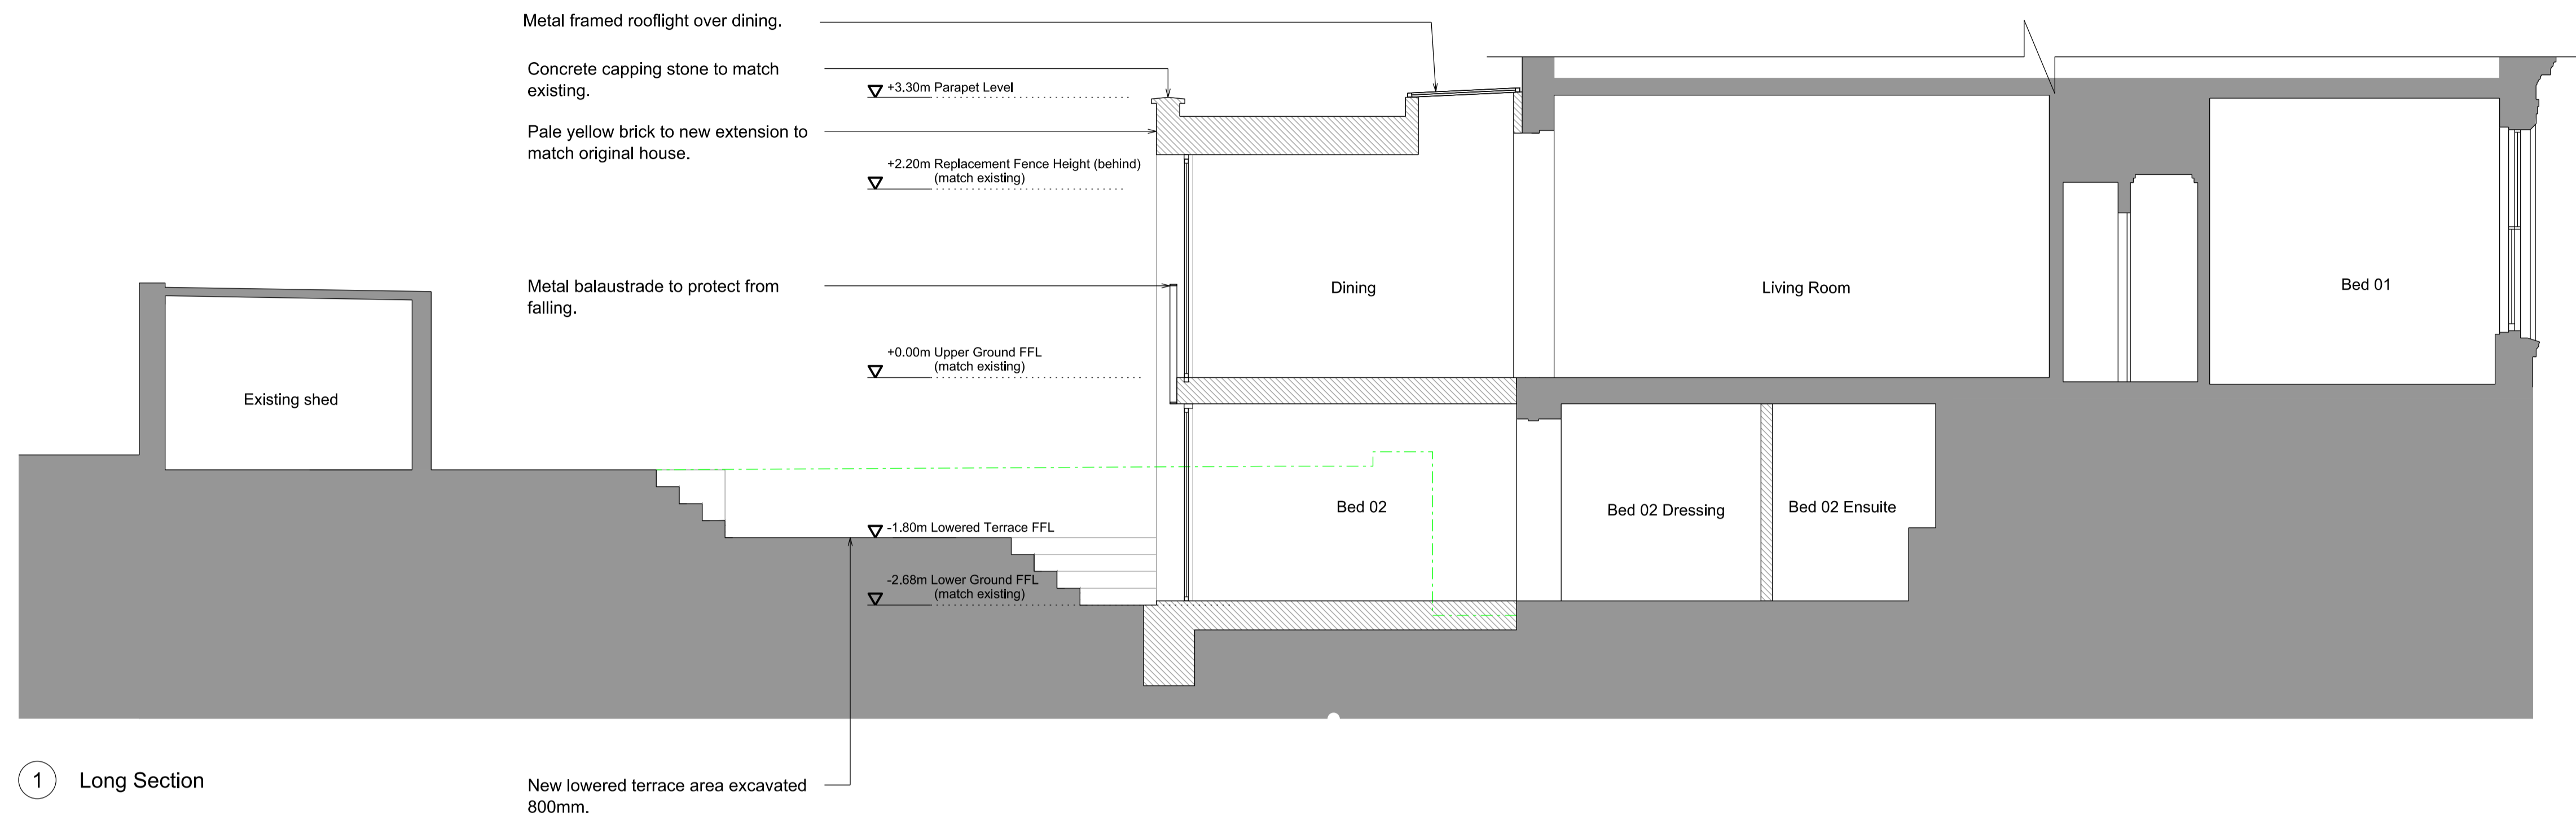 Metal framed rooflight over dining.
Concrete capping stone to match
existing.
+3.30m Parapet Level
Pale yellow brick to new extension to
match original house.
+2.20m Replacement Fence Height (behind)
(match existing)
Metal balaustrade to protect from
falling.
Dining
Living Room
Bed 01
+0.00m Upper Ground FFL
(match existing)
Existing shed
Bed 02
Bed 02 Dressing
Bed 02 Ensuite
-1.80m Lowered Terrace FFL
-2.68m Lower Ground FFL
(match existing)
1 Long Section
New lowered terrace area excavated
800mm.